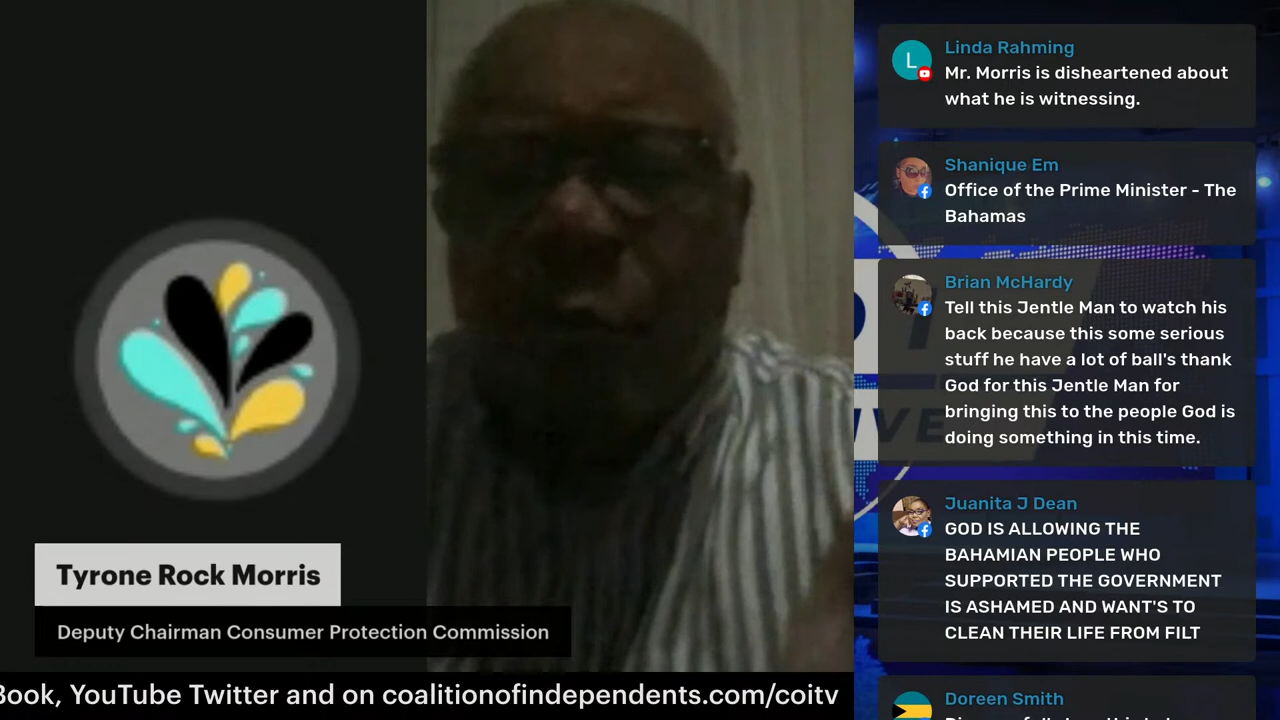 Linda Rahming
L
Mr. Morris is disheartened about
what he is witnessing.
Shanique Em
Office of the Prime Minister - The
Bahamas
Brian McHardy
Tell this Jentle Man to watch his
back because this some serious
stuff he have a lot of ball's thank
God for this Jentle Man for
bringing this to the people God is
doing something in this time.
Juanita J Dean
GOD IS ALLOWING THE
BAHAMIAN PEOPLE WHO
SUPPORTED THE GOVERNMENT
IS ASHAMED AND WANT'S TO
CLEAN THEIR LIFE FROM FILT
Doreen Smith
Tyrone Rock Morris
Deputy Chairman Consumer Protection Commission
Book, YouTube Twitter and on coalitionofindependents.com/coitv